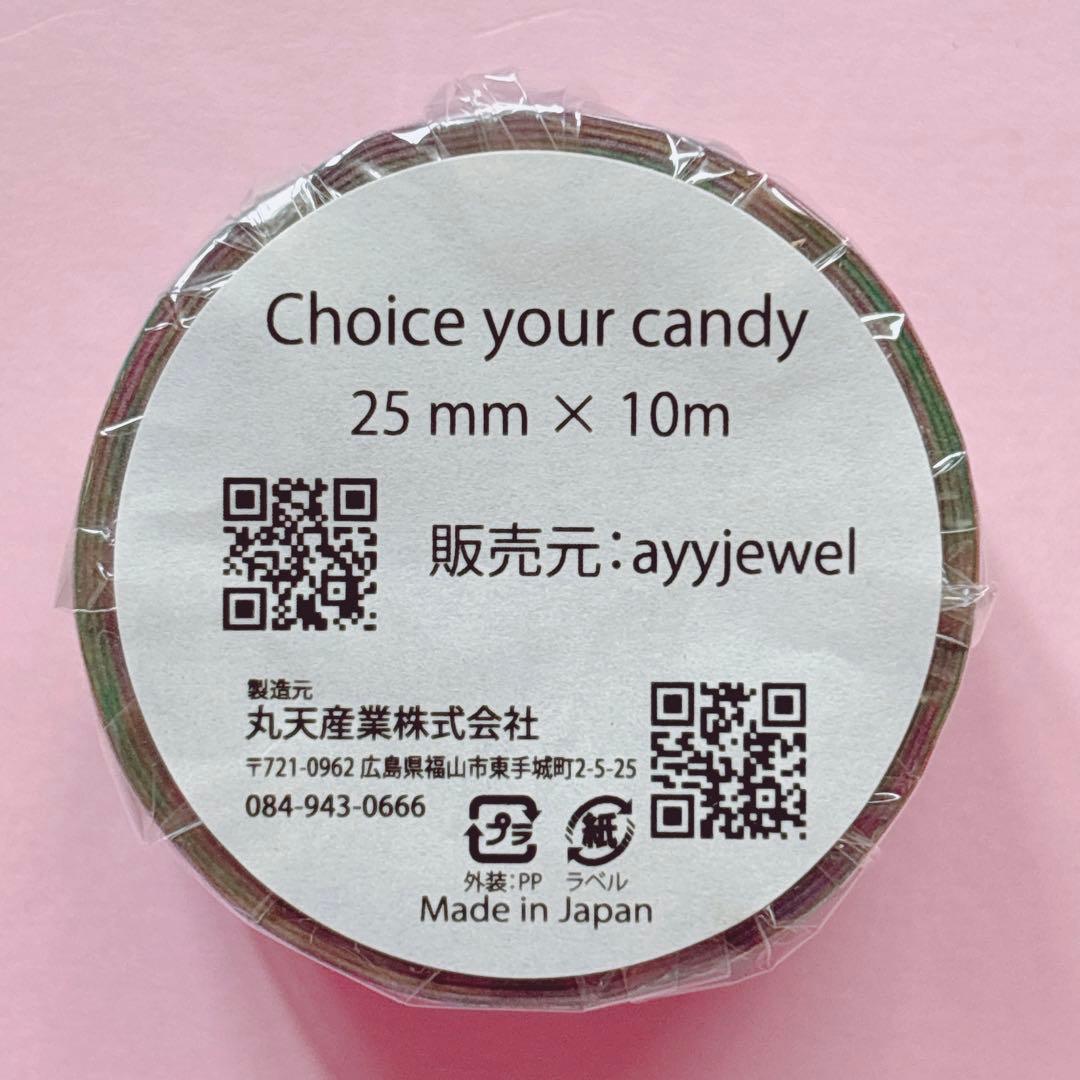 Choice your candy
25 mm × 10m
販売元：ayyjewel
製造元
丸天産業株式会社
〒721-0962 広島県福山市東手城町2-5-25
084-943-0666
プラ 紙
外装：PP ラベル
Made in Japan